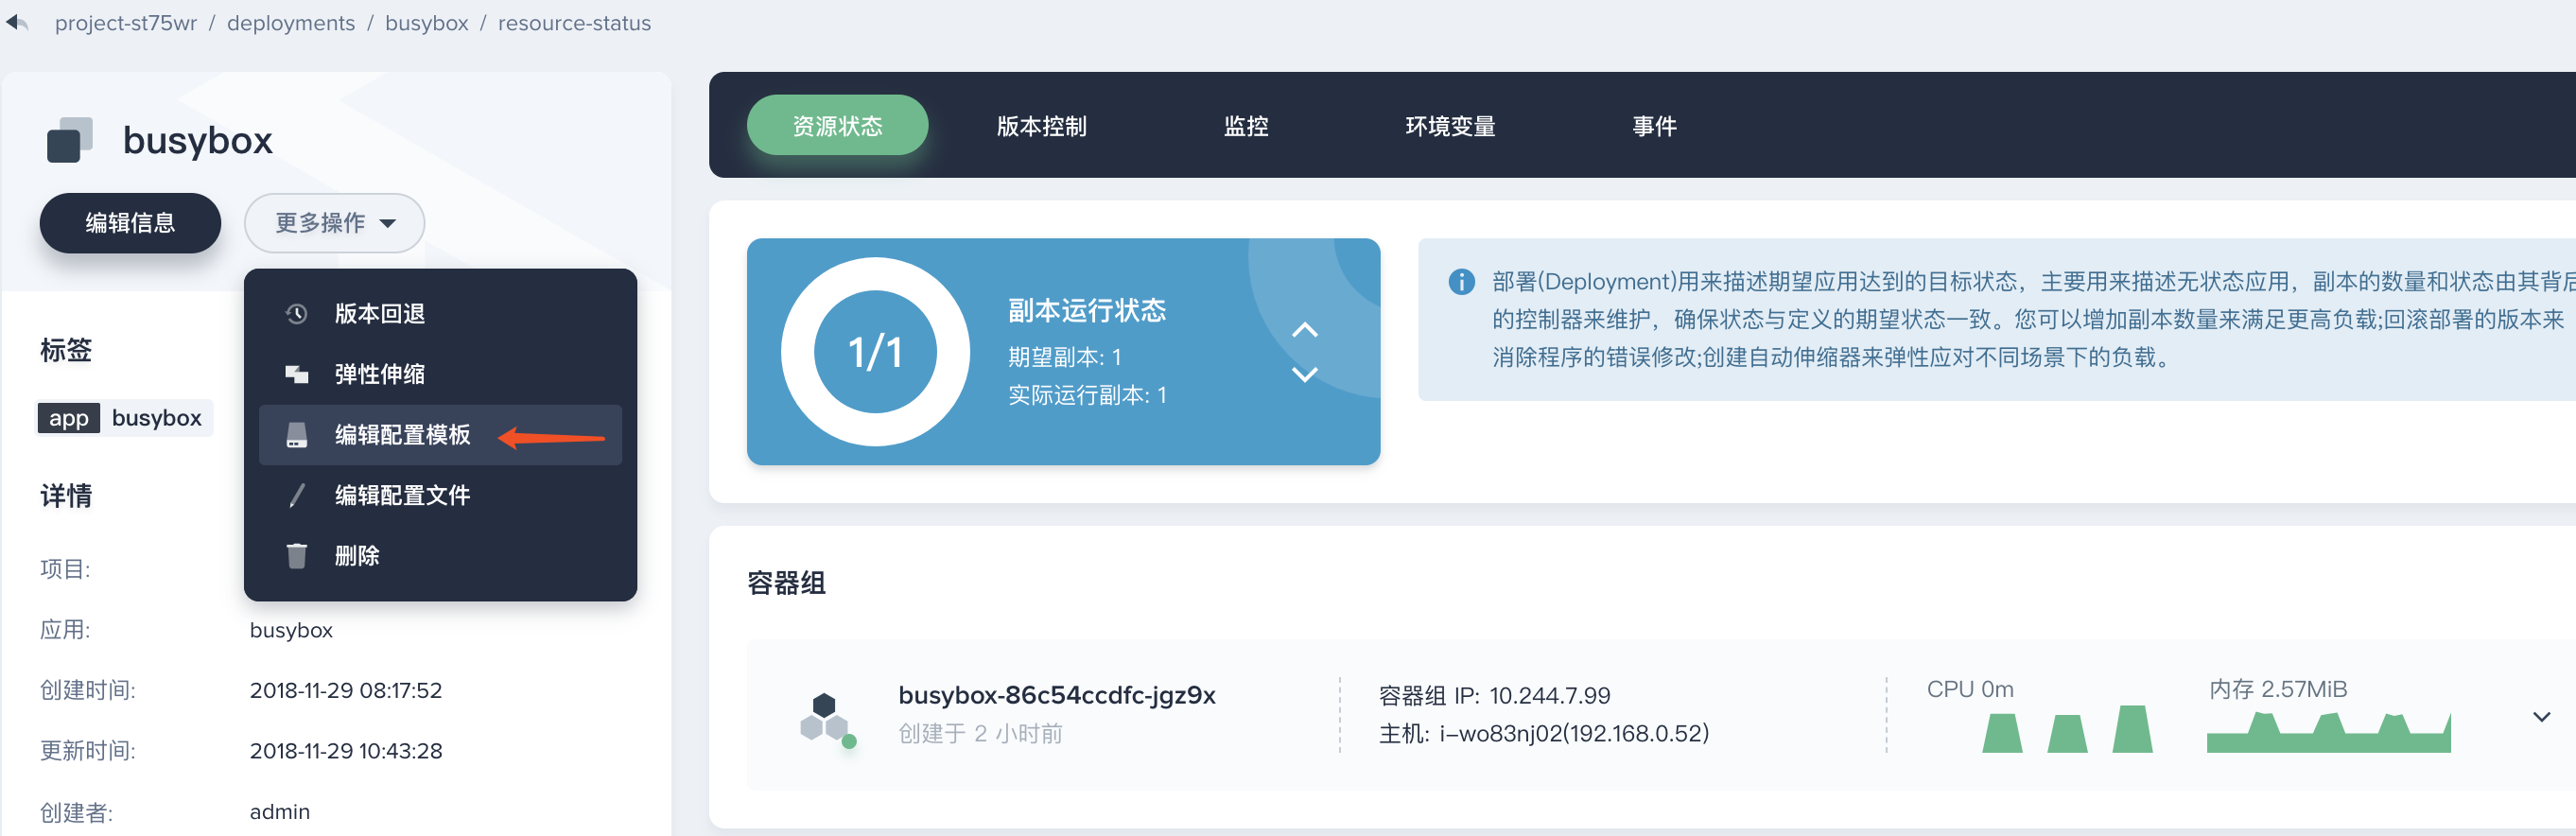 project-st75wr / deployments / busybox / resource-status
busybox
编辑信息
更多操作
版本回退
弹性伸缩
编辑配置模板
编辑配置文件
删除
标签
app busybox
详情
项目:
应用: busybox
创建时间: 2018-11-29 08:17:52
更新时间: 2018-11-29 10:43:28
创建者: admin
资源状态 版本控制 监控 环境变量 事件
1/1
副本运行状态
期望副本: 1
实际运行副本: 1
部署(Deployment)用来描述期望应用达到的目标状态，主要用来描述无状态应用，副本的数量和状态由其背后
的控制器来维护，确保状态与定义的期望状态一致。您可以增加副本数量来满足更高负载;回滚部署的版本来
消除程序的错误修改;创建自动伸缩器来弹性应对不同场景下的负载。
容器组
busybox-86c54ccdfc-jgz9x
创建于 2 小时前
容器组 IP: 10.244.7.99
主机: i-wo83nj02(192.168.0.52)
CPU 0m
内存 2.57MiB